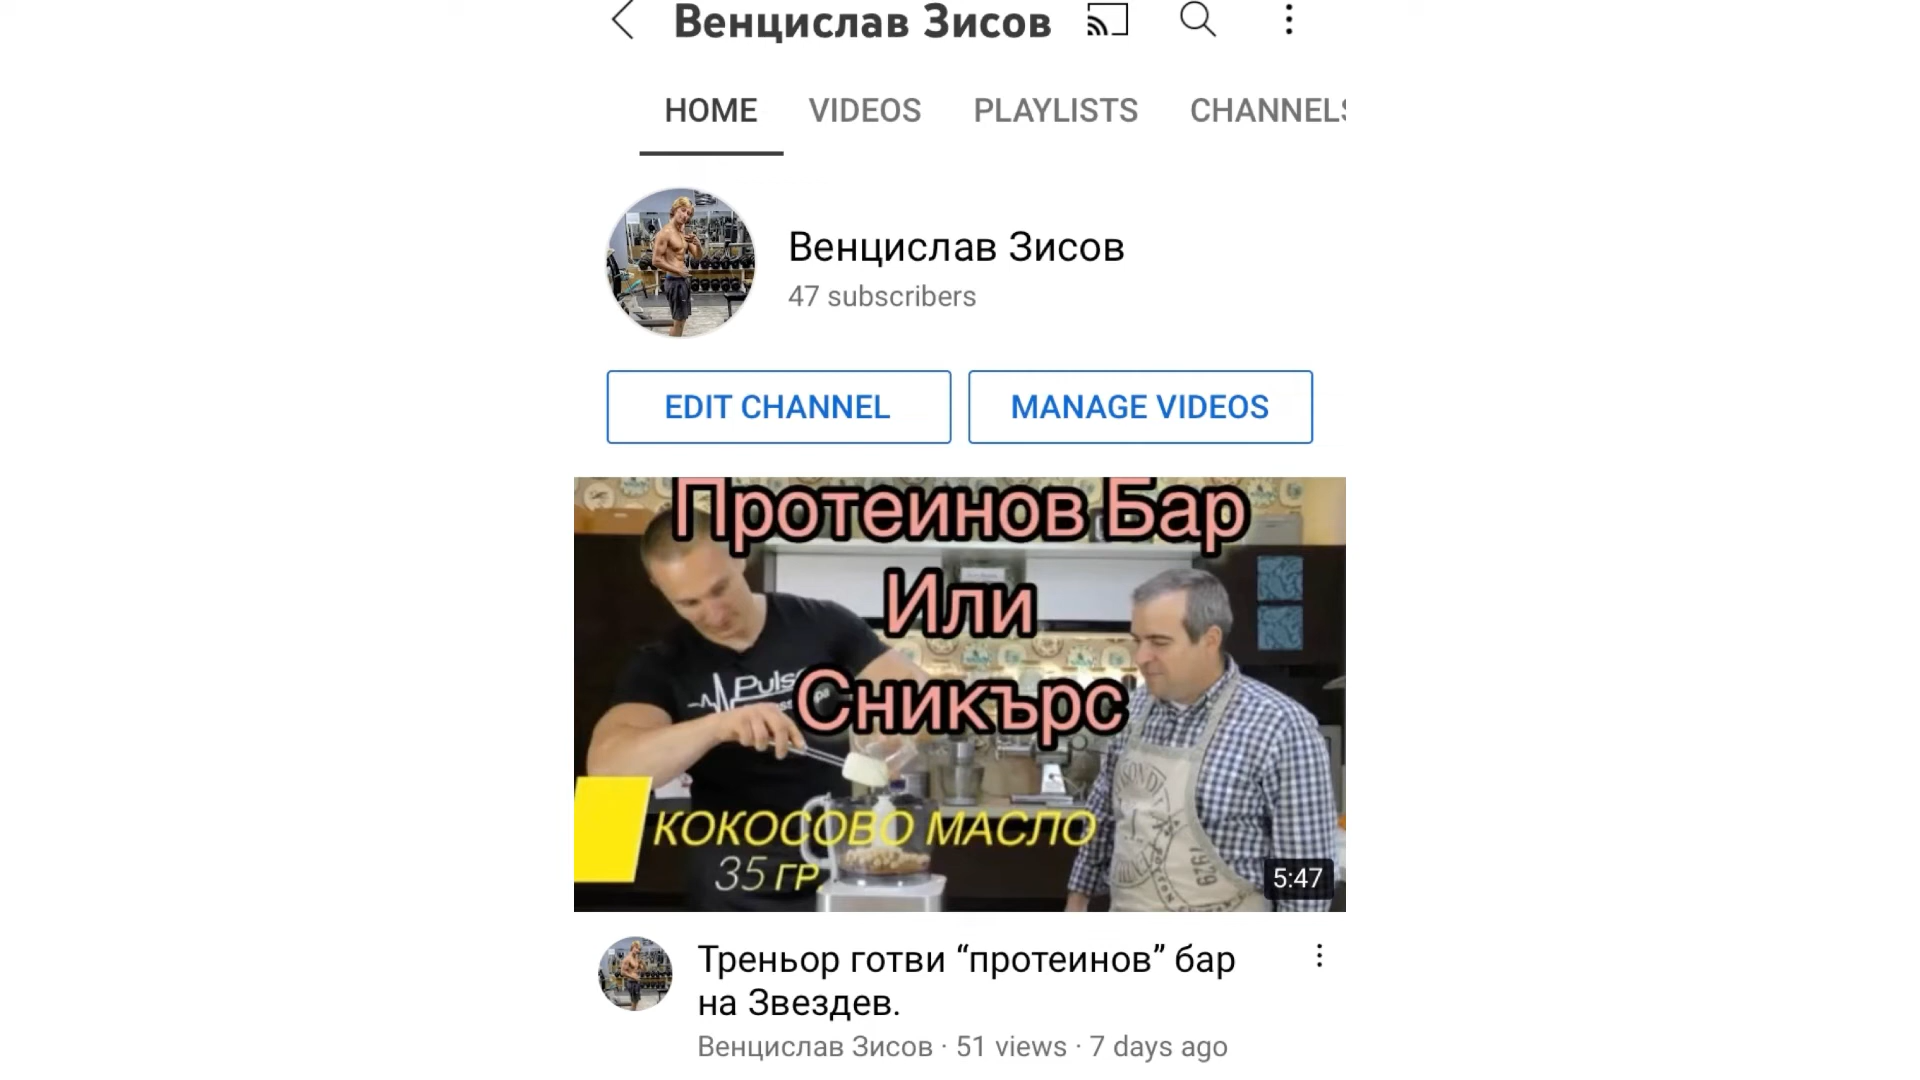 Венцислав Зисов
HOME VIDEOS PLAYLISTS CHANNELS
Венцислав Зисов
47 subscribers
EDIT CHANNEL MANAGE VIDEOS
Протеинов Бар
Или
Сникърс
Puls
КОКОСОВО МАСЛО
35 ГР.
5:47
Треньор готви “протеинов” бар
на Звездев.
Венцислав Зисов · 51 views · 7 days ago